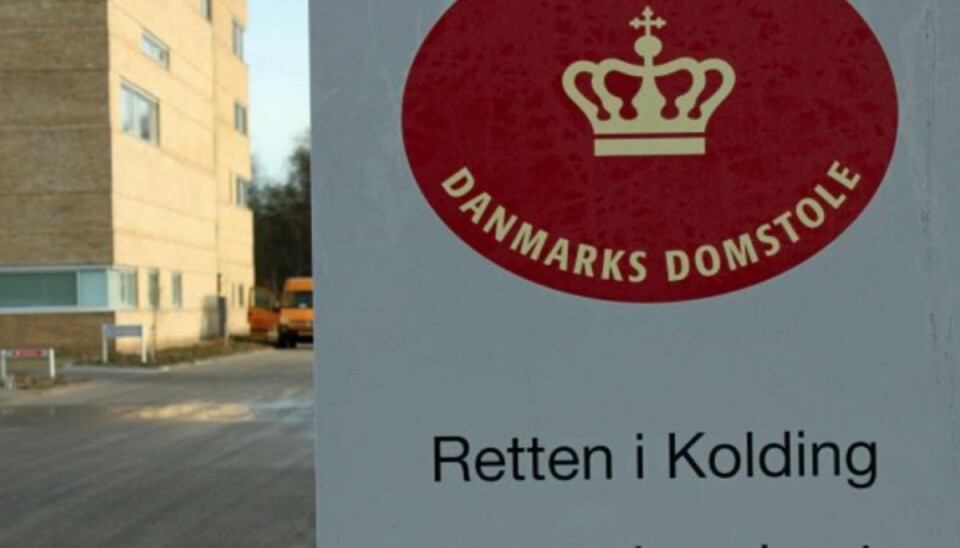 DANMARKS DOMSTOLE
Retten i Kolding